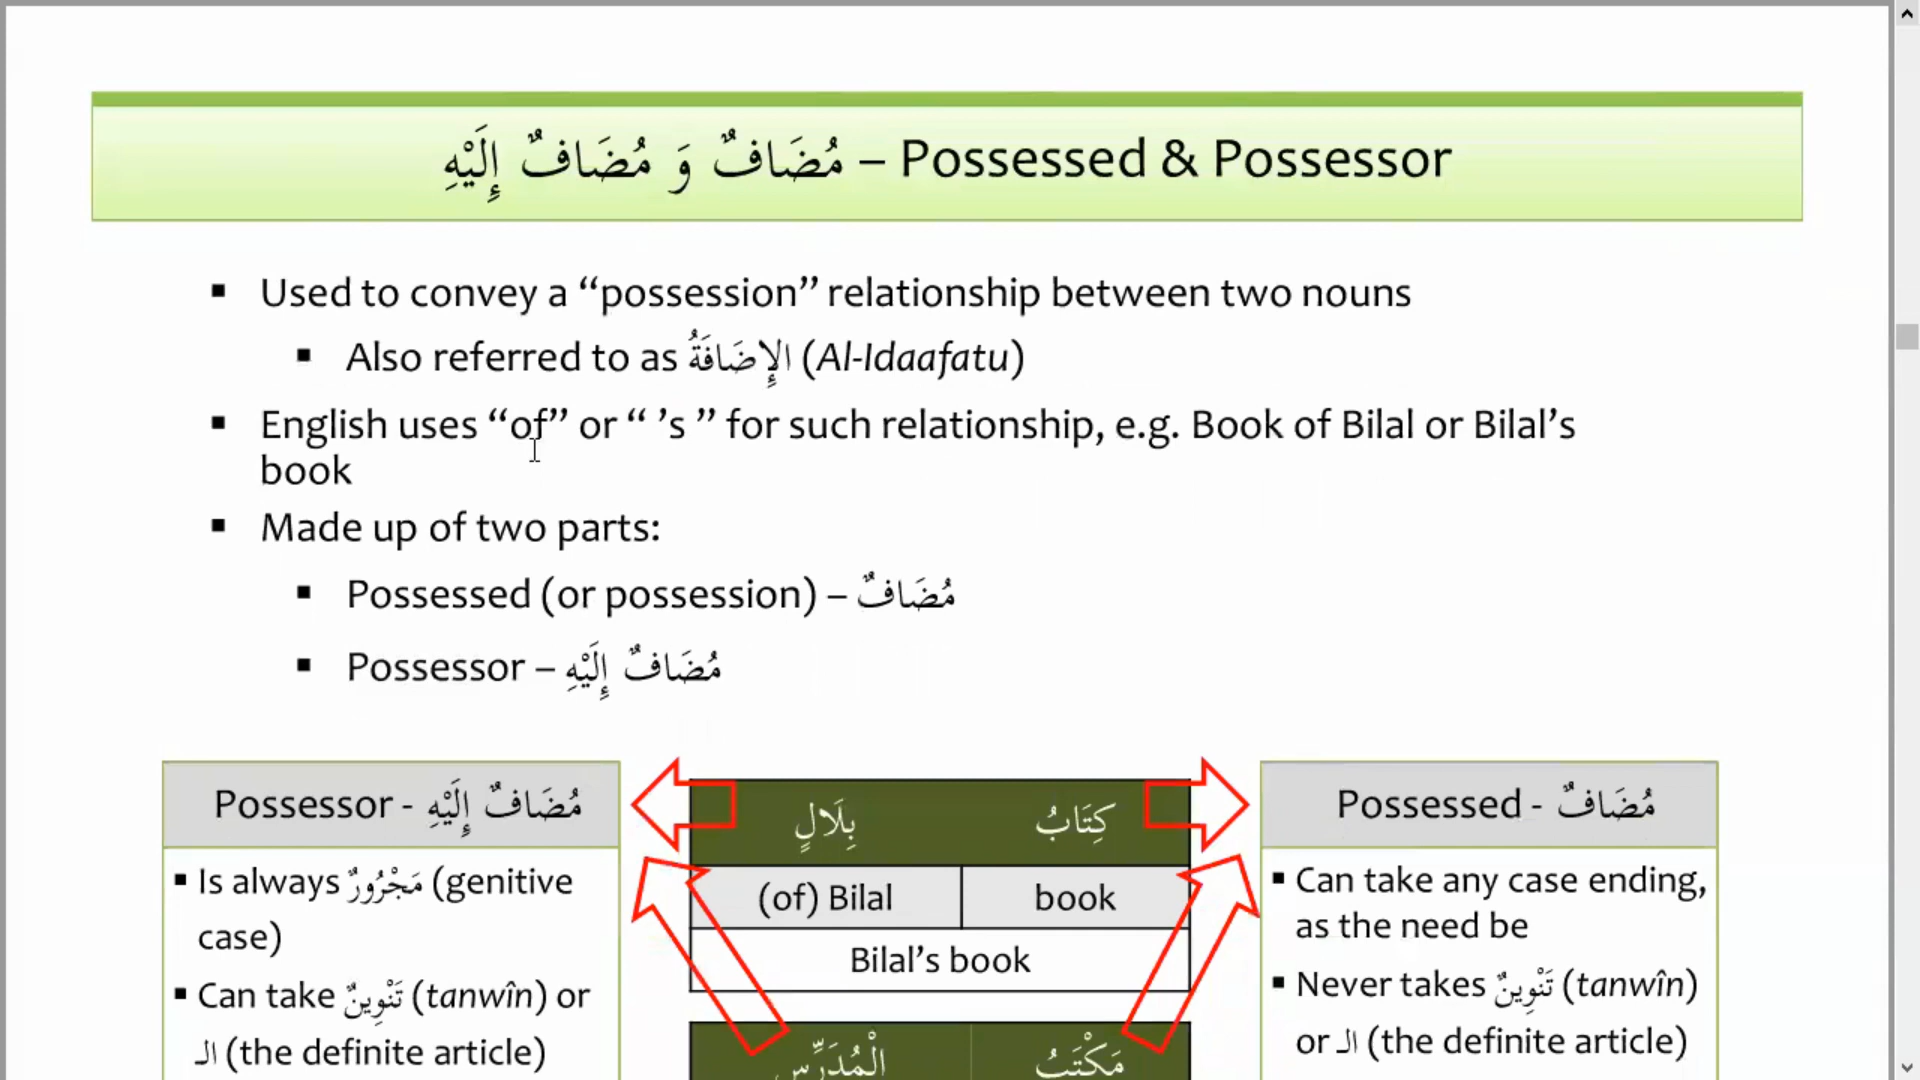 مُضَافٌ وَ مُضَافٌ إِلَيْهِ – Possessed & Possessor
▪ Used to convey a “possession” relationship between two nouns
▪ Also referred to as الإِضَافَةُ (Al-Idaafatu)
▪ English uses “of” or “ ’s ” for such relationship, e.g. Book of Bilal or Bilal’s
book
▪ Made up of two parts:
▪ Possessed (or possession) – مُضَافٌ
▪ Possessor – مُضَافٌ إِلَيْهِ
Possessor - مُضَافٌ إِلَيْهِ
▪ Is always مَجْرُورٌ (genitive
case)
▪ Can take تَنْوِينٌ (tanwîn) or
الـ (the definite article)
كِتَابُ بِلَالٍ
(of) Bilal book
Bilal’s book
مَكْتَبُ الْمُدَرِّسِ
Possessed - مُضَافٌ
▪ Can take any case ending,
as the need be
▪ Never takes تَنْوِينٌ (tanwîn)
or الـ (the definite article)